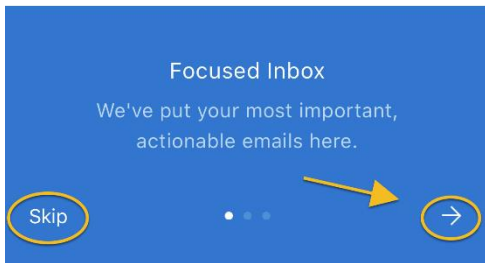 Focused Inbox
We've put your most important,
actionable emails here.
Skip